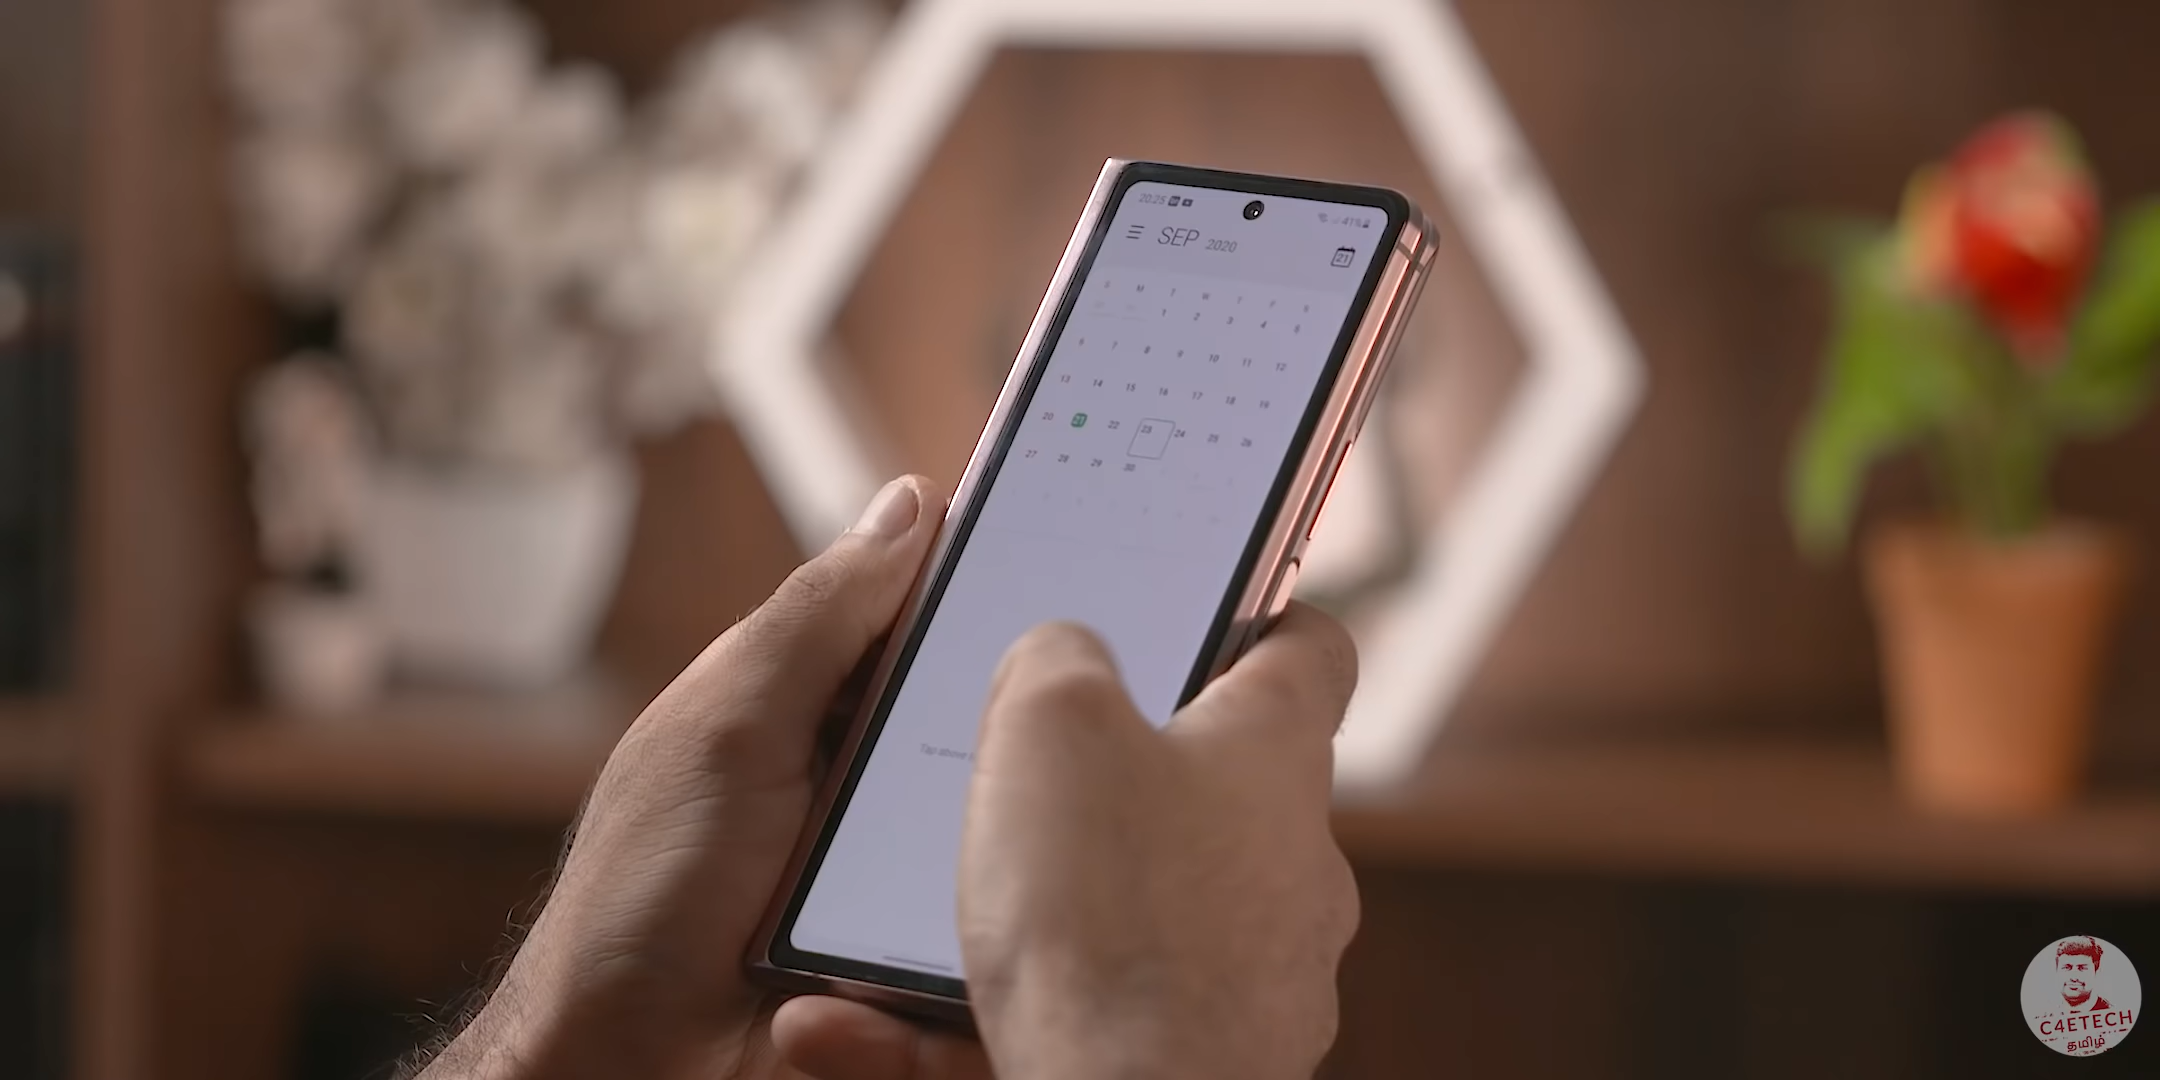 20:25 41%
SEP 2020
21
S M T W T F S
1 2 3 4 5
6 7 8 9 10 11 12
13 14 15 16 17 18 19
20 21 22 23 24 25 26
27 28 29 30
Tap above
C4ETECH
தமிழ்